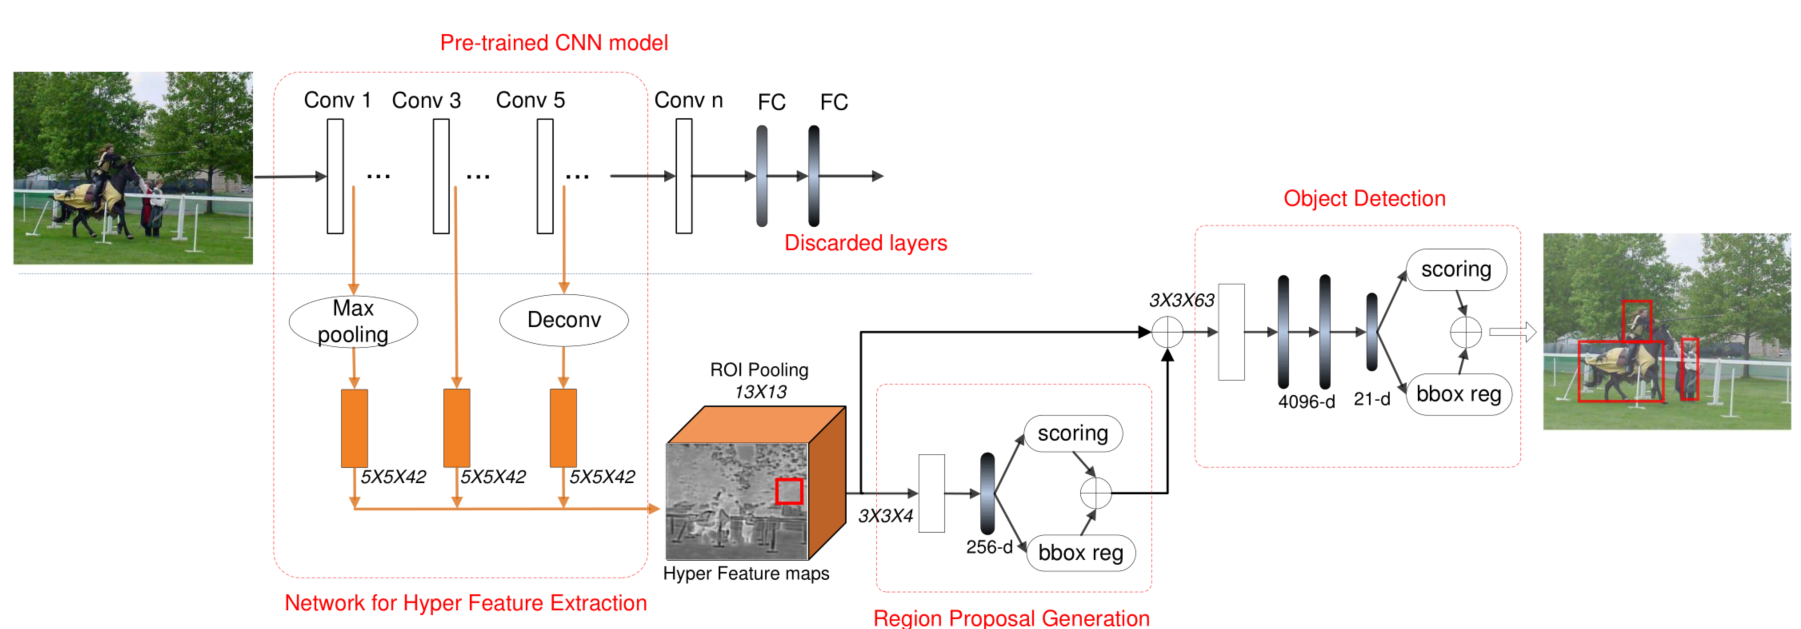 Pre-trained CNN model
Conv 1 Conv 3 Conv 5 Conv n FC FC
... ... ...
Discarded layers
Object Detection
Max
pooling
Deconv
5X5X42 5X5X42 5X5X42
ROI Pooling
13X13
Hyper Feature maps
Network for Hyper Feature Extraction
3X3X4
256-d
scoring
bbox reg
Region Proposal Generation
3X3X63
4096-d
21-d
scoring
bbox reg